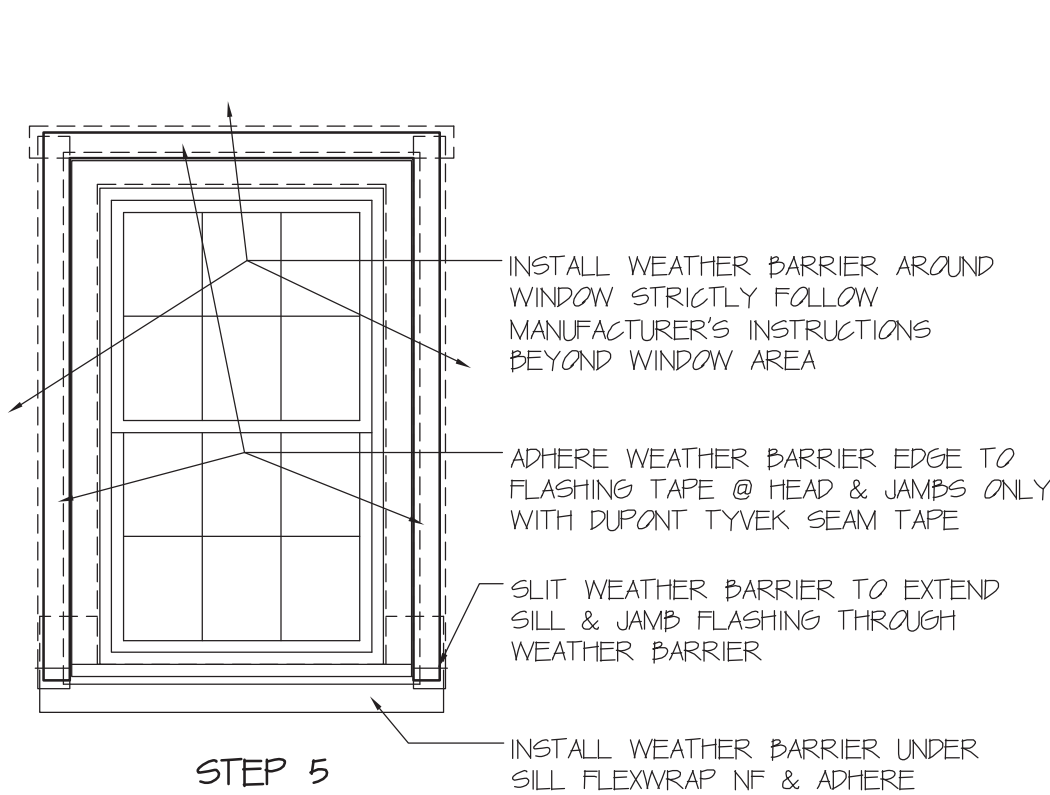 INSTALL WEATHER BARRIER AROUND
WINDOW STRICTLY FOLLOW
MANUFACTURER'S INSTRUCTIONS
BEYOND WINDOW AREA
ADHERE WEATHER BARRIER EDGE TO
FLASHING TAPE @ HEAD & JAMBS ONLY
WITH DUPONT TYVEK SEAM TAPE
SLIT WEATHER BARRIER TO EXTEND
SILL & JAMB FLASHING THROUGH
WEATHER BARRIER
INSTALL WEATHER BARRIER UNDER
SILL FLEXWRAP NF & ADHERE
STEP 5